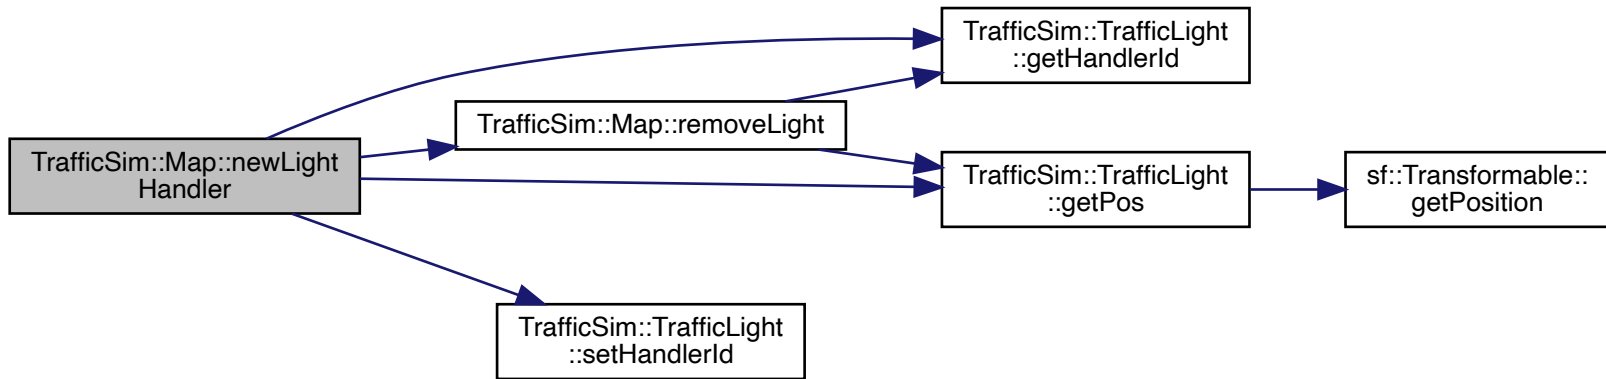 TrafficSim::Map::newLight
Handler
TrafficSim::Map::removeLight
TrafficSim::TrafficLight
::getHandlerId
TrafficSim::TrafficLight
::getPos
sf::Transformable::
getPosition
TrafficSim::TrafficLight
::setHandlerId